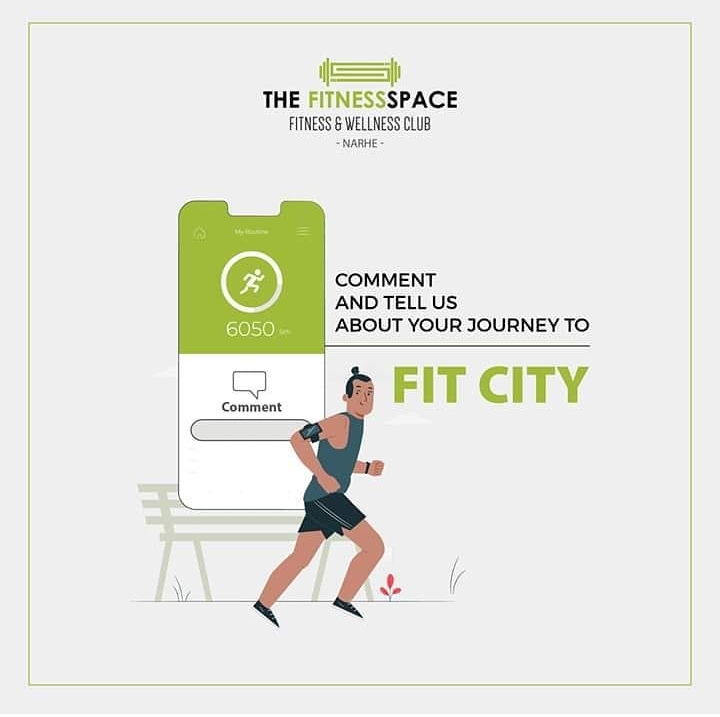 THE FITNESSSPACE
FITNESS & WELLNESS CLUB
- NARHE -
My Routine
6050
Comment
COMMENT
AND TELL US
ABOUT YOUR JOURNEY TO
FIT CITY